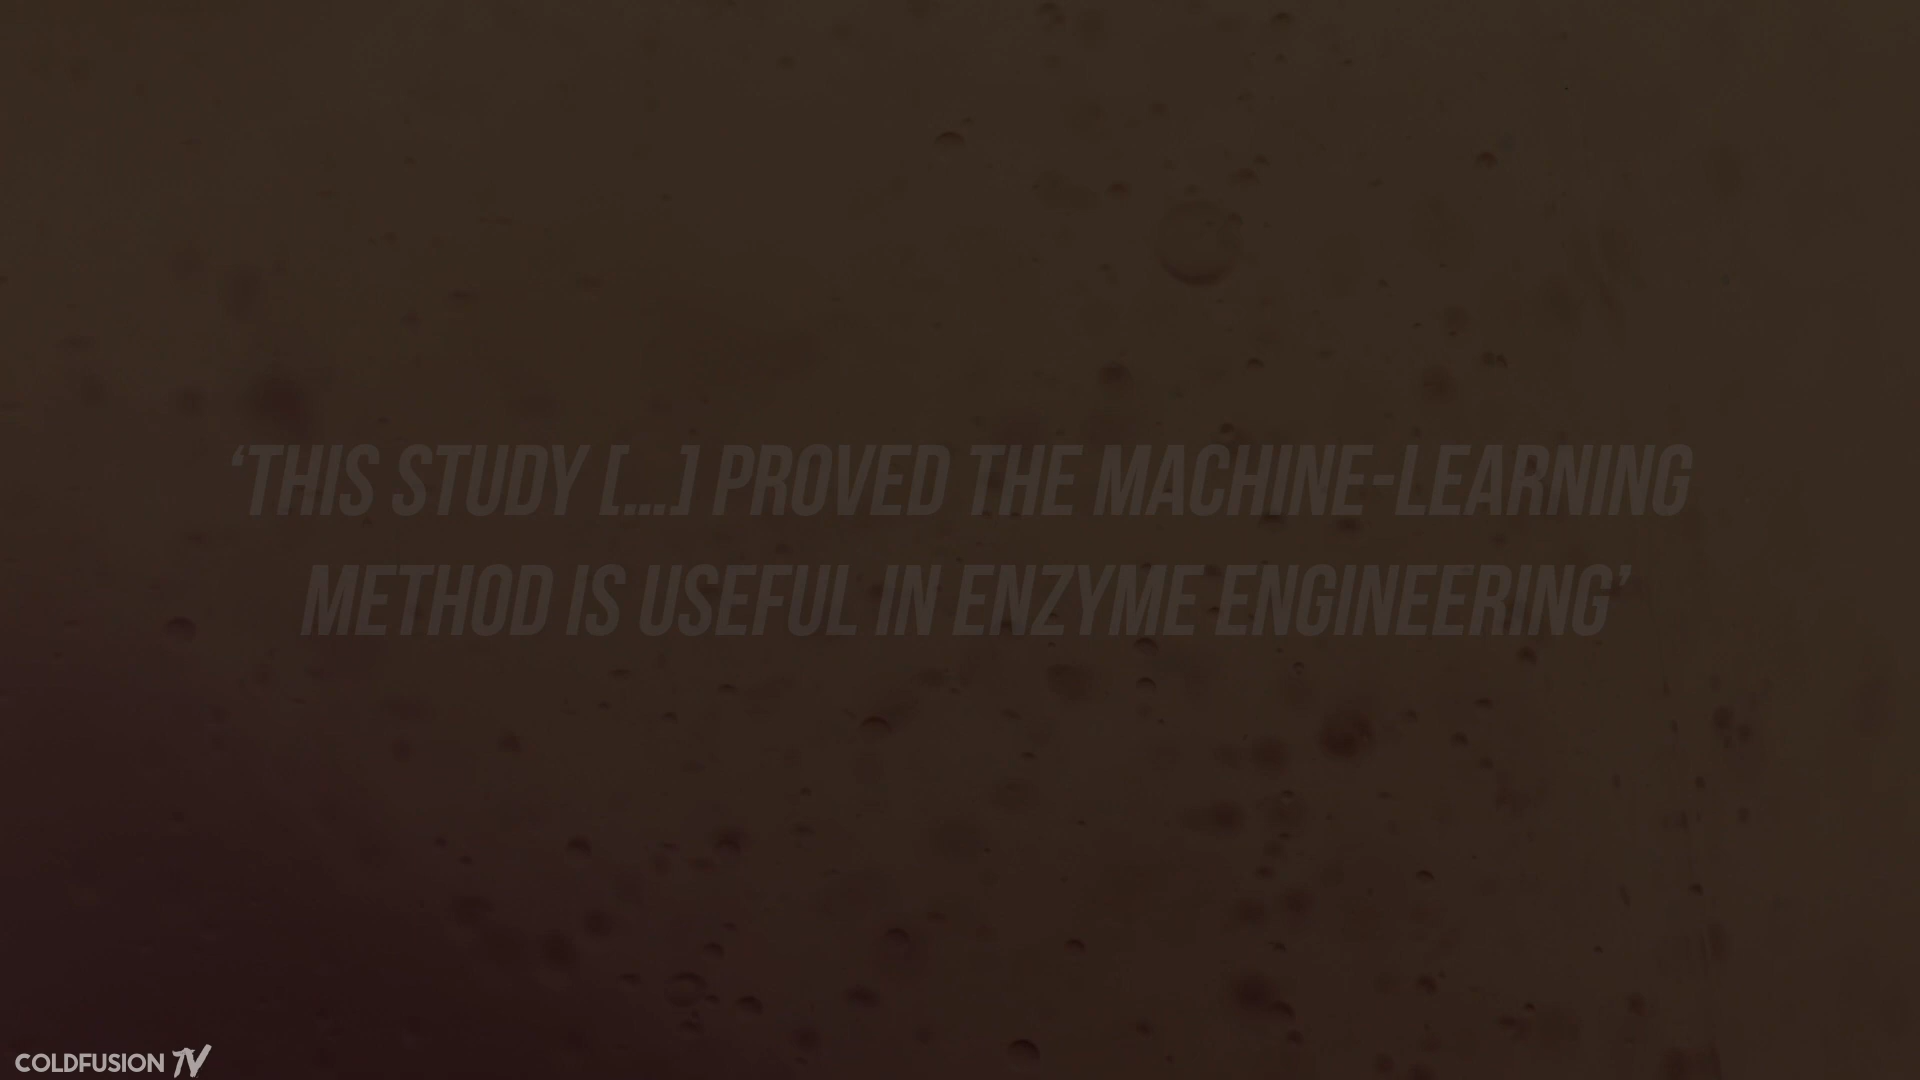 ‘THIS STUDY [...] PROVED THE MACHINE-LEARNING
METHOD IS USEFUL IN ENZYME ENGINEERING’
COLDFUSION TV